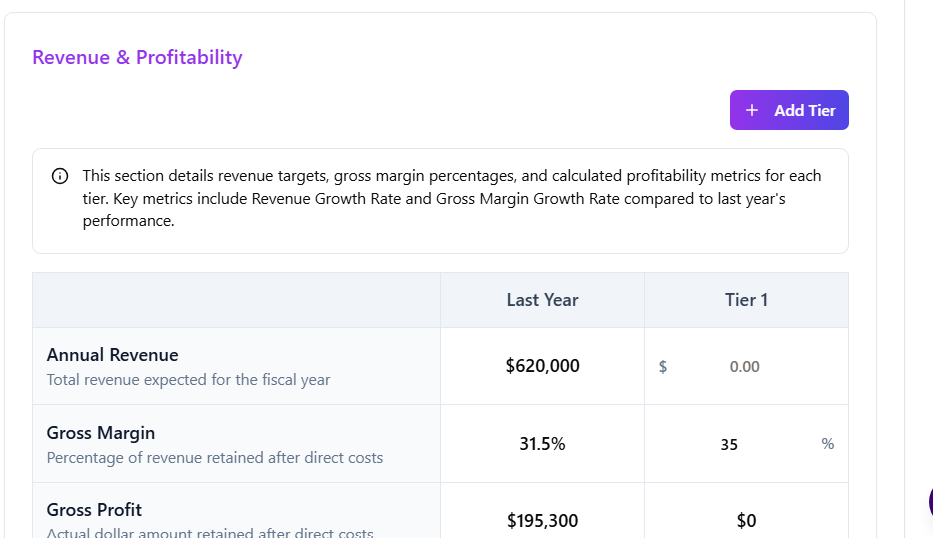 Revenue & Profitability
+ Add Tier
This section details revenue targets, gross margin percentages, and calculated profitability metrics for each
tier. Key metrics include Revenue Growth Rate and Gross Margin Growth Rate compared to last year's
performance.
Last Year Tier 1
Annual Revenue
Total revenue expected for the fiscal year
$620,000 $ 0.00
Gross Margin
Percentage of revenue retained after direct costs
31.5% 35 %
Gross Profit
Actual dollar amount retained after direct costs
$195,300 $0